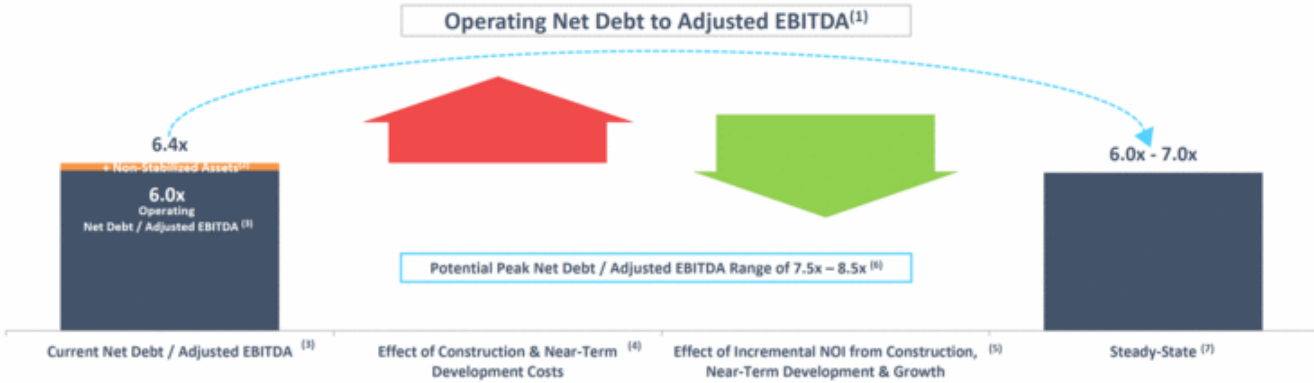 Operating Net Debt to Adjusted EBITDA(1)
6.4x
+ Non-Stabilized Assets(2)
6.0x
Operating
Net Debt / Adjusted EBITDA (3)
6.0x - 7.0x
Potential Peak Net Debt / Adjusted EBITDA Range of 7.5x – 8.5x (6)
Current Net Debt / Adjusted EBITDA (3)
Effect of Construction & Near-Term (4)
Development Costs
Effect of Incremental NOI from Construction, (5)
Near-Term Development & Growth
Steady-State (7)